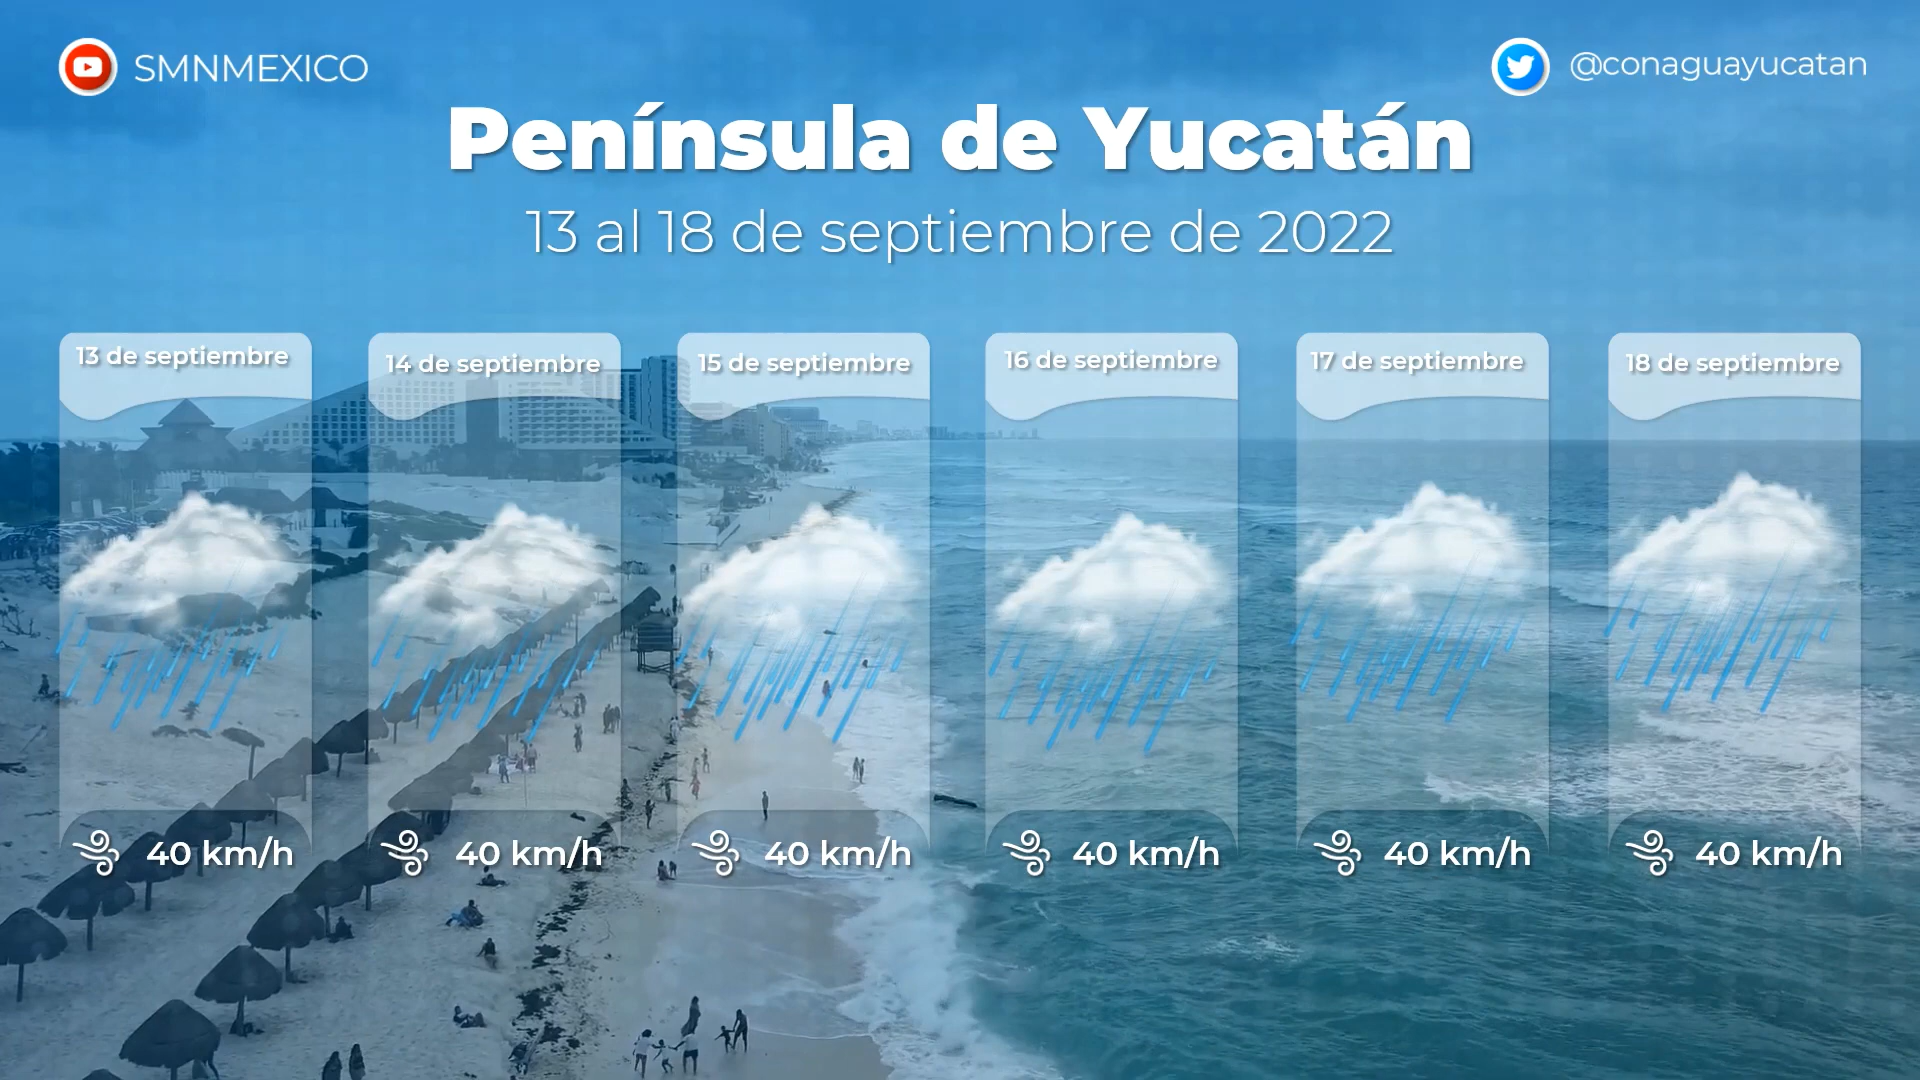 SMNMEXICO
@conaguayucatan
Península de Yucatán
13 al 18 de septiembre de 2022
13 de septiembre
14 de septiembre
15 de septiembre
16 de septiembre
17 de septiembre
18 de septiembre
40 km/h
40 km/h
40 km/h
40 km/h
40 km/h
40 km/h